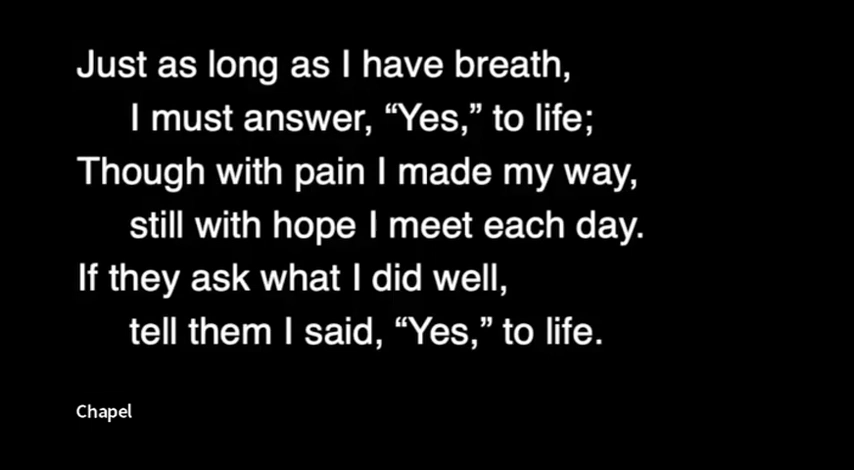 Just as long as I have breath,
I must answer, “Yes,” to life;
Though with pain I made my way,
still with hope I meet each day.
If they ask what I did well,
tell them I said, “Yes,” to life.
Chapel